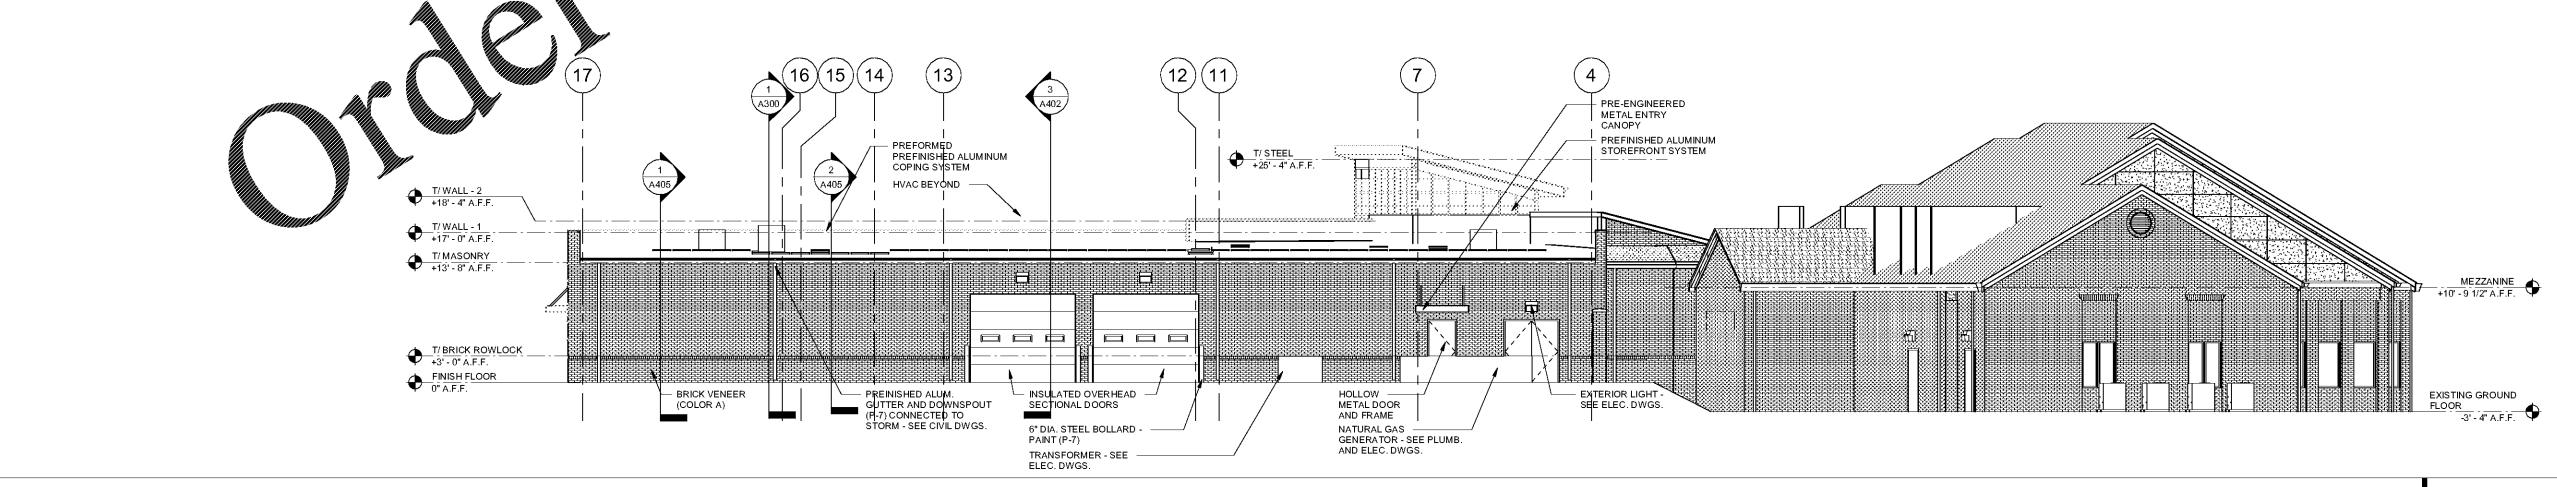 Order
17
16
15
14
13
12
11
7
4
1
A300
3
A402
1
A405
2
A405
PRE-ENGINEERED
METAL ENTRY
CANOPY
PREFINISHED ALUMINUM
STOREFRONT SYSTEM
PREFORMED
PREFINISHED ALUMINUM
COPING SYSTEM
HVAC BEYOND
T/ STEEL
+25' - 4" A.F.F.
T/ WALL - 2
+18' - 4" A.F.F.
T/ WALL - 1
+17' - 0" A.F.F.
T/ MASONRY
+13' - 8" A.F.F.
MEZZANINE
+10' - 9 1/2" A.F.F.
T/ BRICK ROWLOCK
+3' - 0" A.F.F.
FINISH FLOOR
0" A.F.F.
BRICK VENEER
(COLOR A)
PREINISHED ALUM.
GUTTER AND DOWNSPOUT
(P-7) CONNECTED TO
STORM - SEE CIVIL DWGS.
INSULATED OVERHEAD
SECTIONAL DOORS
6" DIA. STEEL BOLLARD -
PAINT (P-7)
TRANSFORMER - SEE
ELEC. DWGS.
HOLLOW
METAL DOOR
AND FRAME
NATURAL GAS
GENERATOR - SEE PLUMB.
AND ELEC. DWGS.
EXTERIOR LIGHT -
SEE ELEC. DWGS.
EXISTING GROUND
FLOOR
-3' - 4" A.F.F.